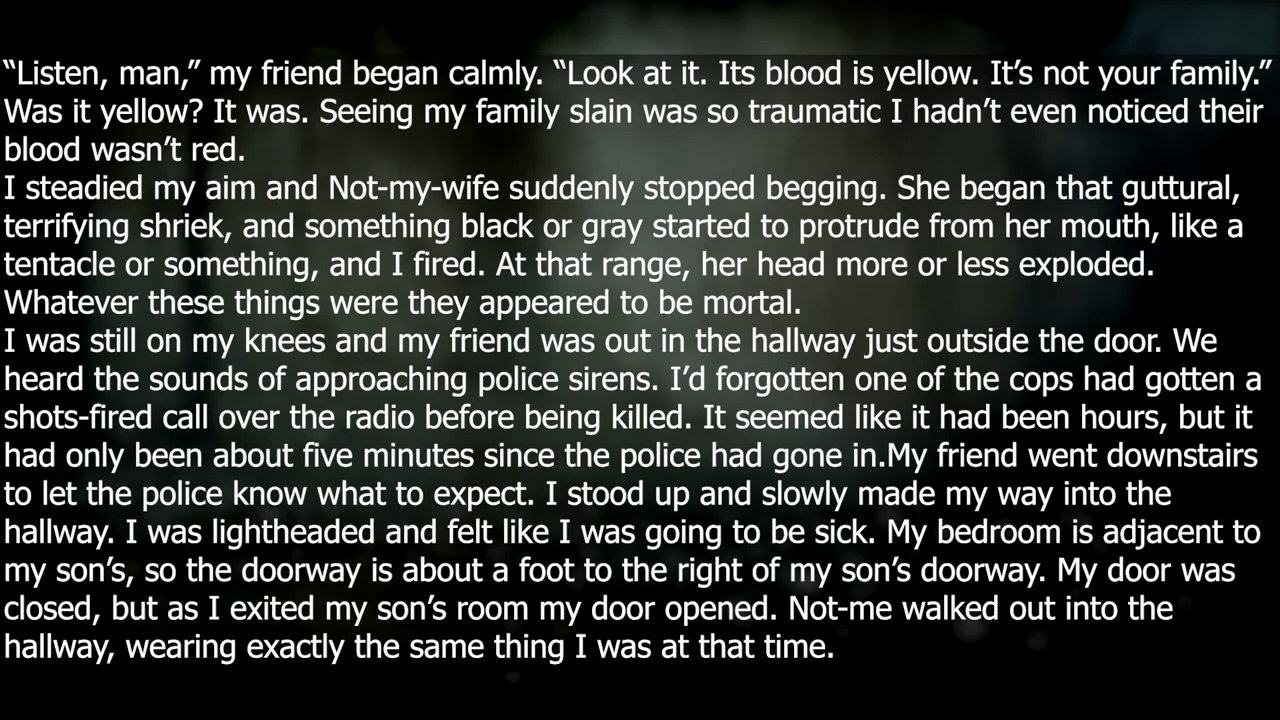 “Listen, man,” my friend began calmly. “Look at it. Its blood is yellow. It’s not your family.”
Was it yellow? It was. Seeing my family slain was so traumatic I hadn’t even noticed their
blood wasn’t red.
I steadied my aim and Not-my-wife suddenly stopped begging. She began that guttural,
terrifying shriek, and something black or gray started to protrude from her mouth, like a
tentacle or something, and I fired. At that range, her head more or less exploded.
Whatever these things were they appeared to be mortal.
I was still on my knees and my friend was out in the hallway just outside the door. We
heard the sounds of approaching police sirens. I’d forgotten one of the cops had gotten a
shots-fired call over the radio before being killed. It seemed like it had been hours, but it
had only been about five minutes since the police had gone in.My friend went downstairs
to let the police know what to expect. I stood up and slowly made my way into the
hallway. I was lightheaded and felt like I was going to be sick. My bedroom is adjacent to
my son’s, so the doorway is about a foot to the right of my son’s doorway. My door was
closed, but as I exited my son’s room my door opened. Not-me walked out into the
hallway, wearing exactly the same thing I was at that time.